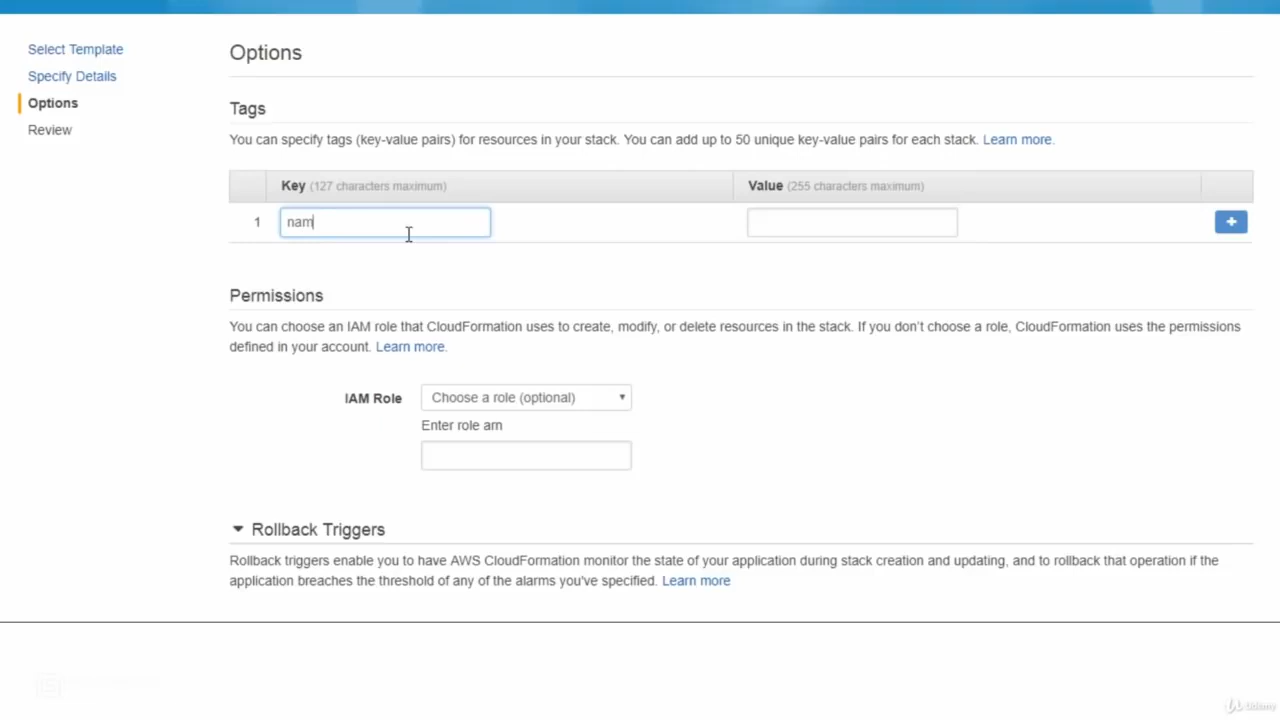 Select Template
Specify Details
Options
Review
Options
Tags
You can specify tags (key-value pairs) for resources in your stack. You can add up to 50 unique key-value pairs for each stack. Learn more.
Key (127 characters maximum)
Value (255 characters maximum)
1
nam
+
Permissions
You can choose an IAM role that CloudFormation uses to create, modify, or delete resources in the stack. If you don't choose a role, CloudFormation uses the permissions
defined in your account. Learn more.
IAM Role
Choose a role (optional)
Enter role arn
Rollback Triggers
Rollback triggers enable you to have AWS CloudFormation monitor the state of your application during stack creation and updating, and to rollback that operation if the
application breaches the threshold of any of the alarms you've specified. Learn more
Udemy